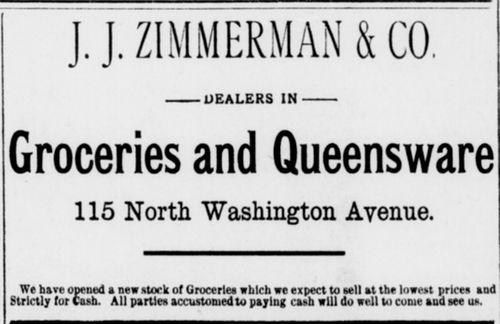 J. J. ZIMMERMAN & CO.
DEALERS IN
Groceries and Queensware
115 North Washington Avenue.
We have opened a new stock of Groceries which we expect to sell at the lowest prices and
Strictly for Cash. All parties accustomed to paying cash will do well to come and see us.